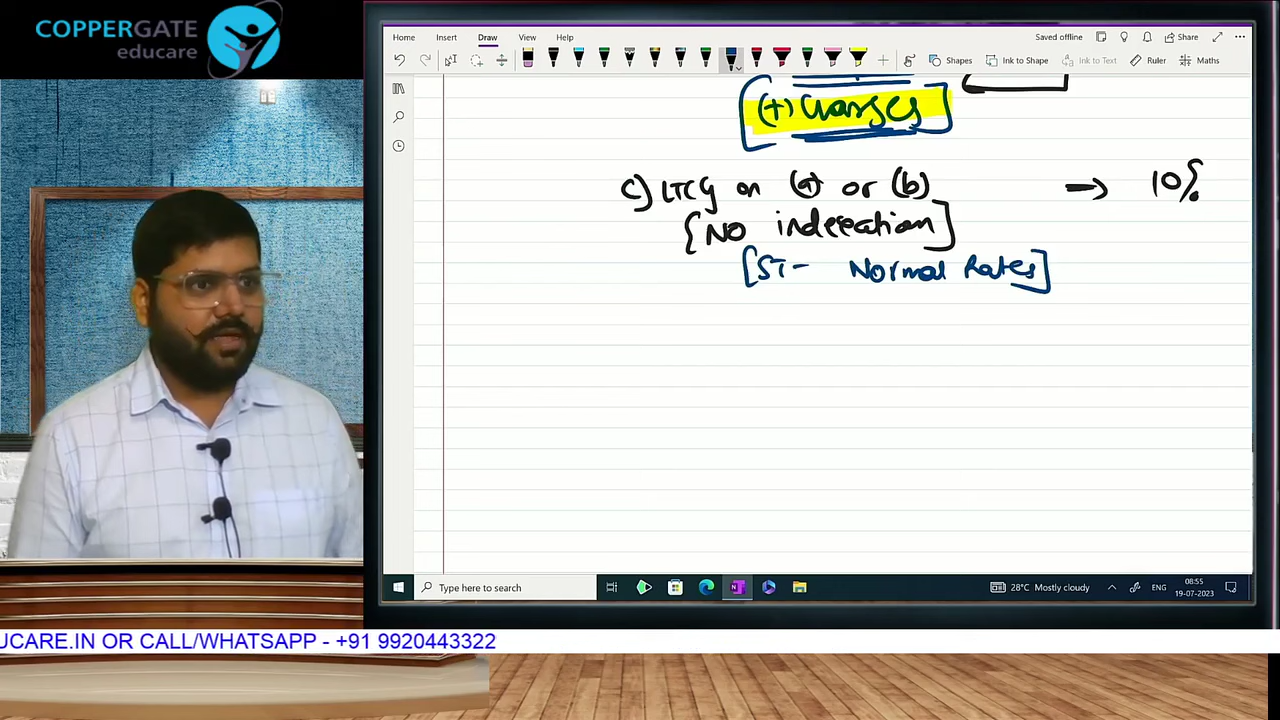 COPPERGATE
educare
Home Insert Draw View Help
Saved offline
Share
Shapes
Ink to Shape
Ink to Text
Ruler
Maths
(+) Charges
c) LTCG on (a) or (b) → 10%
{No indexation]
[ST - Normal Rates]
Type here to search
28°C Mostly cloudy
ENG
08:55
19-07-2023
UCARE.IN OR CALL/WHATSAPP - +91 9920443322